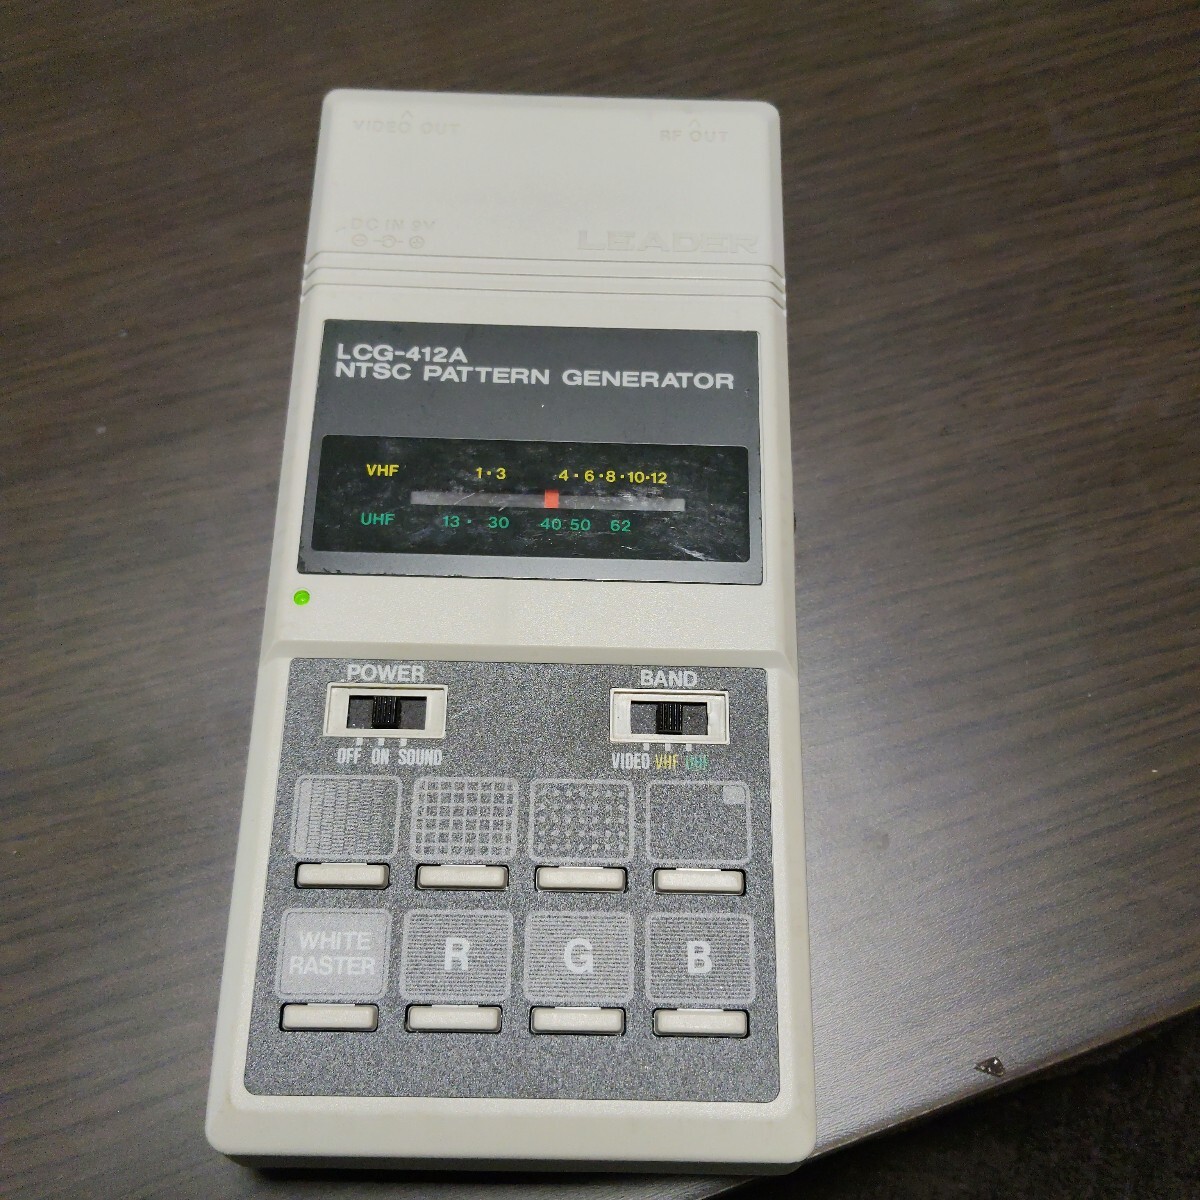 VIDEO OUT RF OUT
DC IN 9V
LEADER
LCG-412A
NTSC PATTERN GENERATOR
VHF 1·3 4·6·8·10·12
UHF 13· 30 40:50 62
POWER BAND
OFF ON SOUND VIDEO VHF UHF
WHITE
RASTER
R G B